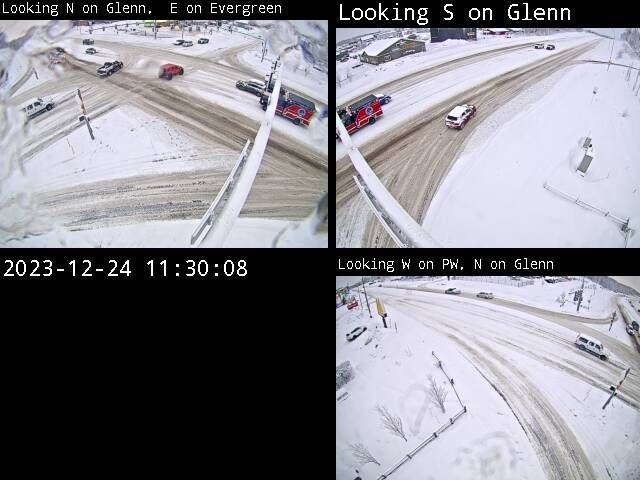 Looking N on Glenn, E on Evergreen
Looking S on Glenn
2023-12-24 11:30:08
Looking W on PW, N on Glenn